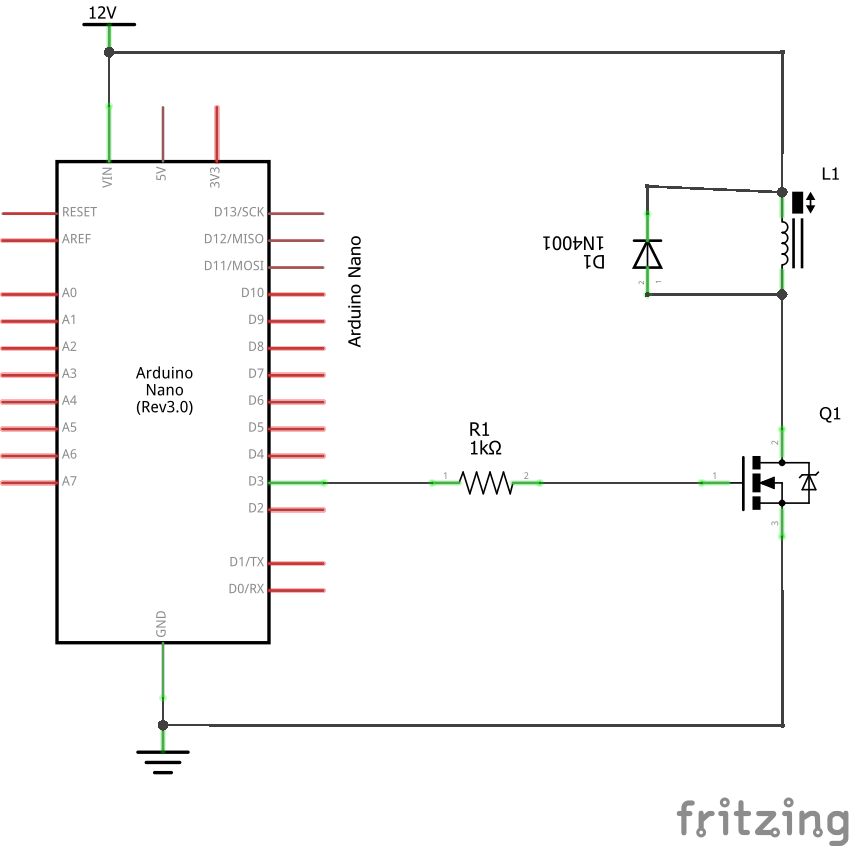 12V
VIN
5V
3V3
RESET
AREF
A0
A1
A2
A3
A4
A5
A6
A7
D13/SCK
D12/MISO
D11/MOSI
D10
D9
D8
D7
D6
D5
D4
D3
D2
D1/TX
D0/RX
GND
Arduino
Nano
(Rev3.0)
Arduino Nano
R1
1kΩ
1
2
D1
1N4001
2
1
L1
Q1
2
1
3
fritzing